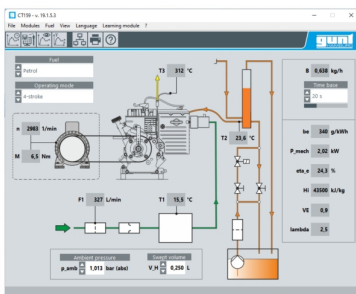 CT159 - v. 19.1.5.3
File Modules Fuel View Language Learning-module ?
gunt
Fuel
Petrol
Operating mode
4-stroke
T3 312 °C
B 0,638 kg/h
Time base
20 s
n 2983 1/min
M 6,5 Nm
T2 23,6 °C
be 340 g/kWh
P_mech 2,02 kW
eta_e 24,3 %
Hi 43500 kJ/kg
VE 0,9
lambda 2,5
F1 327 L/min
T1 15,5 °C
Ambient pressure
p_amb 1,013 bar (abs)
Swept volume
V_H 0,250 L